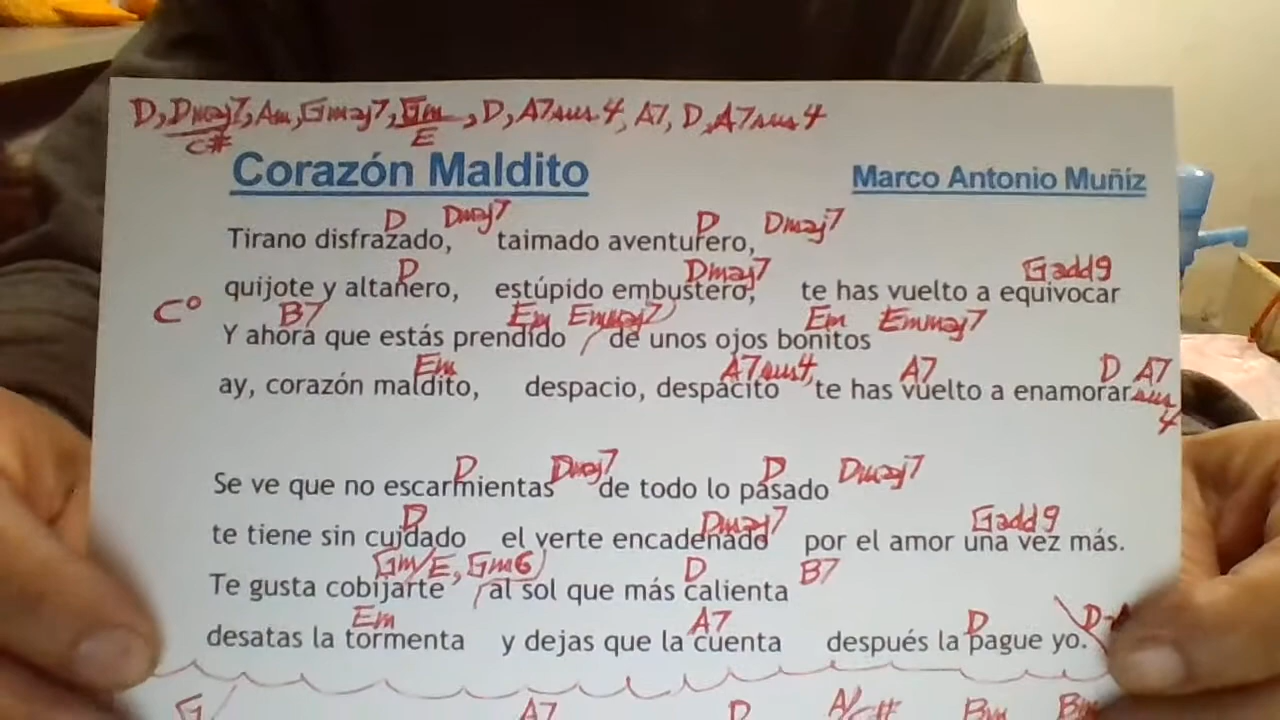 D, Dmaj7, Am, Gmaj7, Gm, D, A7sus4, A7, D, A7sus4
C# E
Corazón Maldito Marco Antonio Muñíz
D Dmaj7 D Dmaj7
Tirano disfrazado, taimado aventurero,
D Dmaj7 Gadd9
quijote y altanero, estúpido embustero, te has vuelto a equivocar
C° B7 Em Emmaj7 Em Emmaj7
Y ahora que estás prendido de unos ojos bonitos
Em A7sus4 A7 D A7sus4
ay, corazón maldito, despacio, despacito te has vuelto a enamorar
D Dmaj7 D Dmaj7
Se ve que no escarmientas de todo lo pasado
D Dmaj7 Gadd9
te tiene sin cuidado el verte encadenado por el amor una vez más.
Gm/E, Gm6 D B7
Te gusta cobijarte al sol que más calienta
Em A7 D
desatas la tormenta y dejas que la cuenta después la pague yo.
G A7 D A/C# Bm